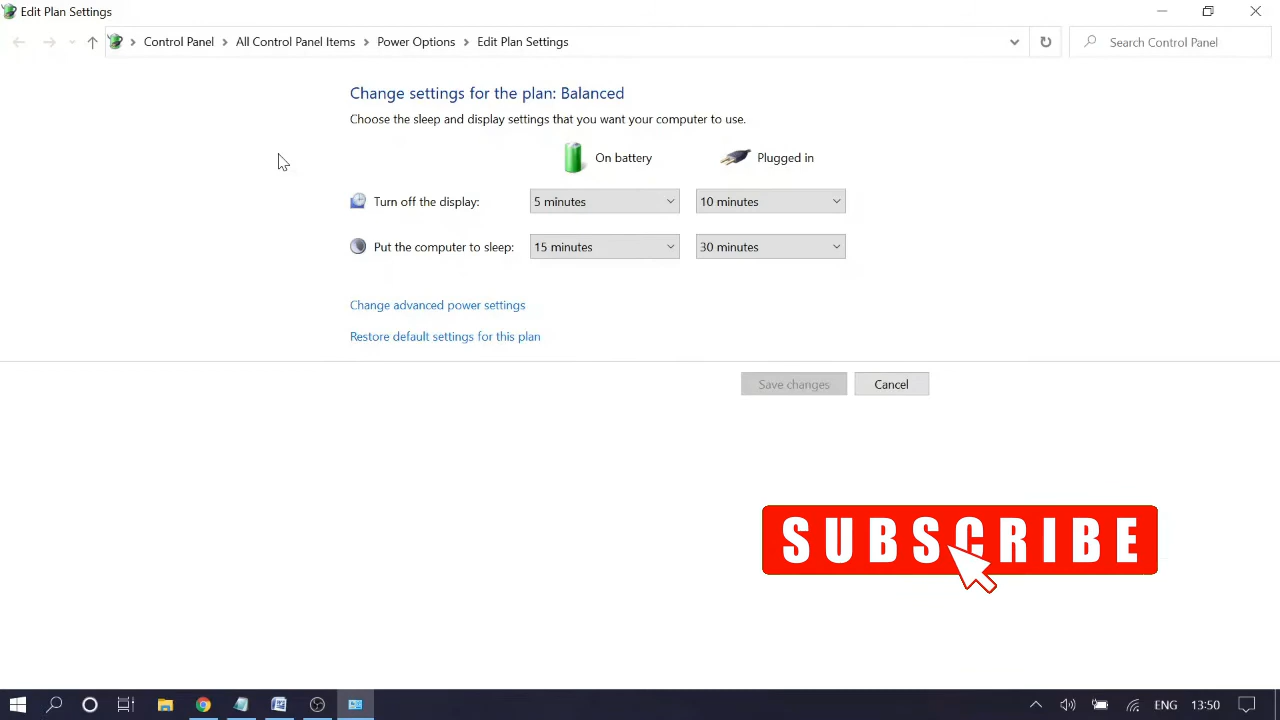 Edit Plan Settings
Control Panel > All Control Panel Items > Power Options > Edit Plan Settings
Search Control Panel
Change settings for the plan: Balanced
Choose the sleep and display settings that you want your computer to use.
On battery Plugged in
Turn off the display: 5 minutes 10 minutes
Put the computer to sleep: 15 minutes 30 minutes
Change advanced power settings
Restore default settings for this plan
Save changes Cancel
SUBSCRIBE
ENG 13:50